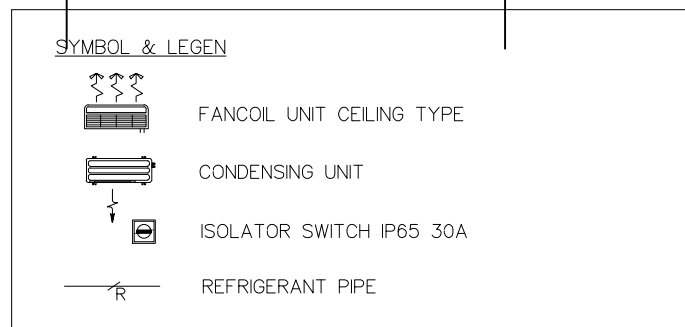 SYMBOL & LEGEN
FANCOIL UNIT CEILING TYPE
CONDENSING UNIT
ISOLATOR SWITCH IP65 30A
R
REFRIGERANT PIPE